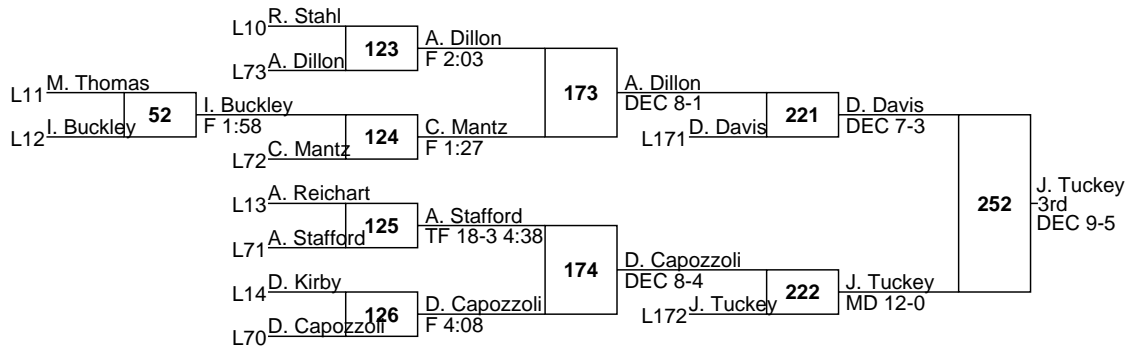 R. Stahl
L10
123
A. Dillon
F 2:03
A. Dillon
L73
M. Thomas
L11
52
I. Buckley
F 1:58
I. Buckley
L12
173
A. Dillon
DEC 8-1
124
C. Mantz
F 1:27
C. Mantz
L72
221
D. Davis
DEC 7-3
D. Davis
L171
A. Reichart
L13
125
A. Stafford
TF 18-3 4:38
A. Stafford
L71
174
D. Capozzoli
DEC 8-4
D. Kirby
L14
126
D. Capozzoli
F 4:08
D. Capozzoli
L70
222
J. Tuckey
MD 12-0
J. Tuckey
L172
252
J. Tuckey
3rd
DEC 9-5